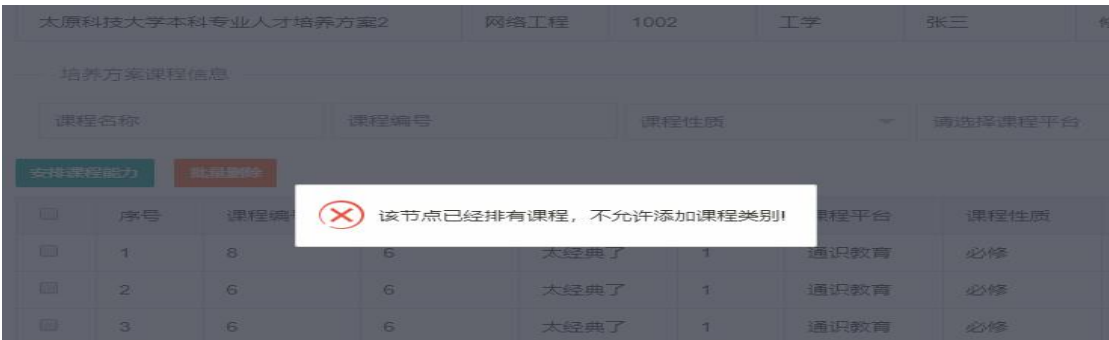 太原科技大学本科专业人才培养方案2 网络工程 1002 工学 张三
培养方案课程信息
课程名称 课程编号 课程性质 请选择课程平台
安排课程能力 批量删除
该节点已经排有课程，不允许添加课程类别!
序号 课程编号 课程平台 课程性质
1 8 6 太经典了 1 通识教育 必修
2 6 6 太经典了 1 通识教育 必修
3 6 6 太经典了 1 通识教育 必修